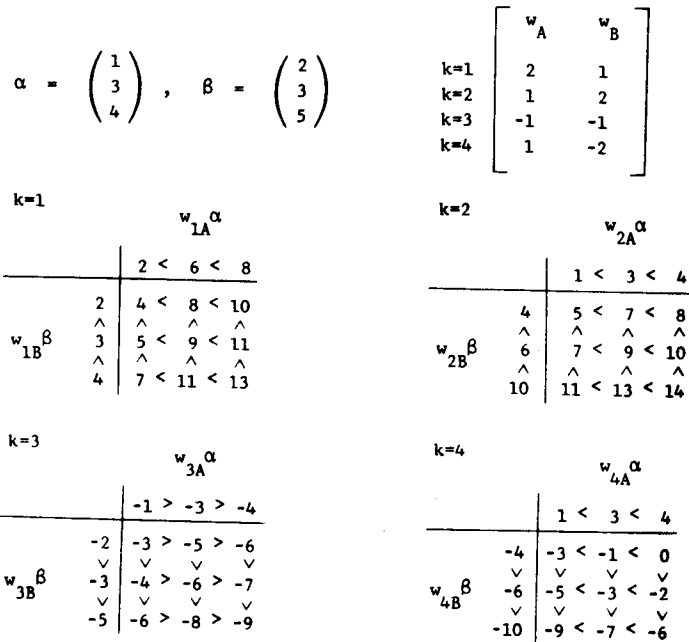 α = (1 3 4) , β = (2 3 5)
w_A w_B
k=1 2 1
k=2 1 2
k=3 -1 -1
k=4 1 -2
k=1
w_1A α
2 < 6 < 8
2 4 < 8 < 10
^ ^ ^ ^
w_1B β 3 5 < 9 < 11
^ ^ ^ ^
4 7 < 11 < 13
k=2
w_2A α
1 < 3 < 4
4 5 < 7 < 8
^ ^ ^ ^
w_2B β 6 7 < 9 < 10
^ ^ ^ ^
10 11 < 13 < 14
k=3
w_3A α
-1 > -3 > -4
-2 -3 > -5 > -6
v v v v
w_3B β -3 -4 > -6 > -7
v v v v
-5 -6 > -8 > -9
k=4
w_4A α
1 < 3 < 4
-4 -3 < -1 < 0
v v v v
w_4B β -6 -5 < -3 < -2
v v v v
-10 -9 < -7 < -6